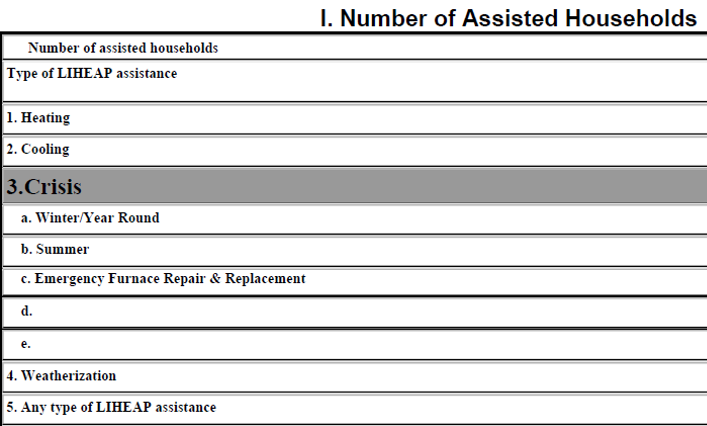 I. Number of Assisted Households
Number of assisted households
Type of LIHEAP assistance
1. Heating
2. Cooling
3.Crisis
a. Winter/Year Round
b. Summer
c. Emergency Furnace Repair & Replacement
d.
e.
4. Weatherization
5. Any type of LIHEAP assistance